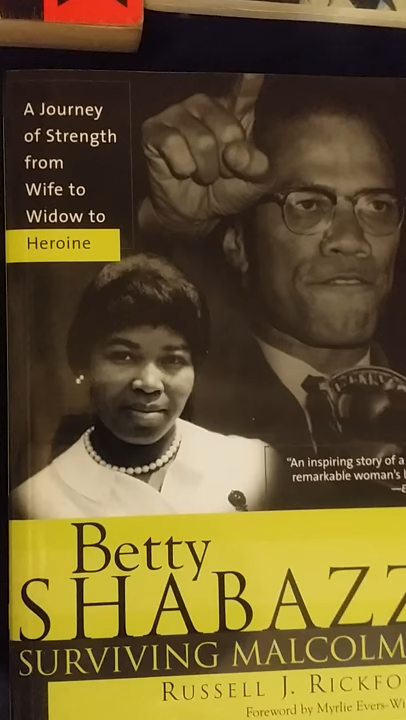 A Journey
of Strength
from
Wife to
Widow to
Heroine
"An inspiring story of a
remarkable woman's l
Betty
SHABAZZ
SURVIVING MALCOLM
RUSSELL J. RICKFO
Foreword by Myrlie Evers-Wi